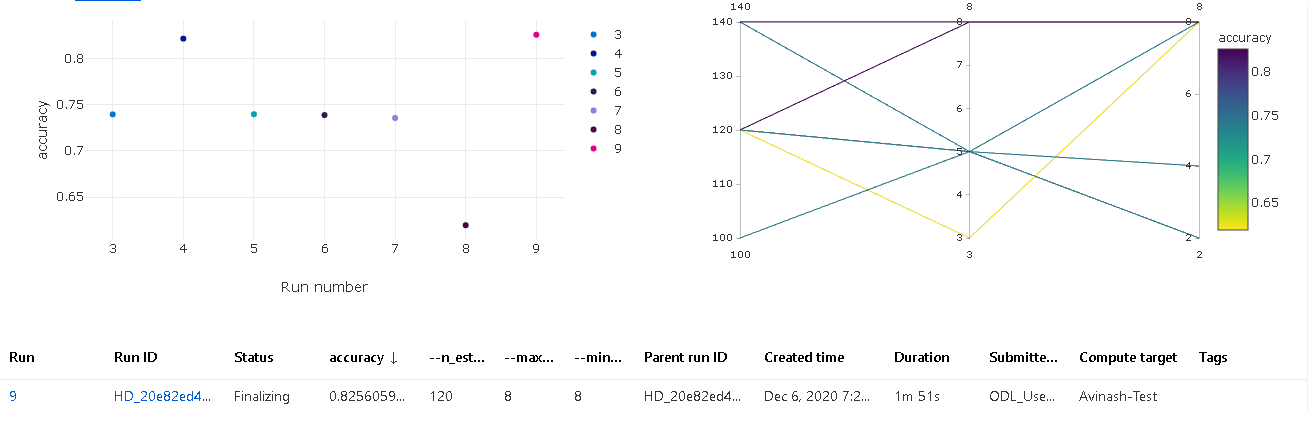 140 8 8
140 8 8
accuracy
130 7
120 6 6
110 5 4
4
100 3 2
100 3 2
0.8
0.75
0.7
0.65
accuracy
0.8
0.75
0.7
0.65
3 4 5 6 7 8 9
Run number
3
4
5
6
7
8
9
Run Run ID Status accuracy ↓ --n_est... --max... --min... Parent run ID Created time Duration Submitte... Compute target Tags
9 HD_20e82ed4... Finalizing 0.8256059... 120 8 8 HD_20e82ed4... Dec 6, 2020 7:2... 1m 51s ODL_Use... Avinash-Test